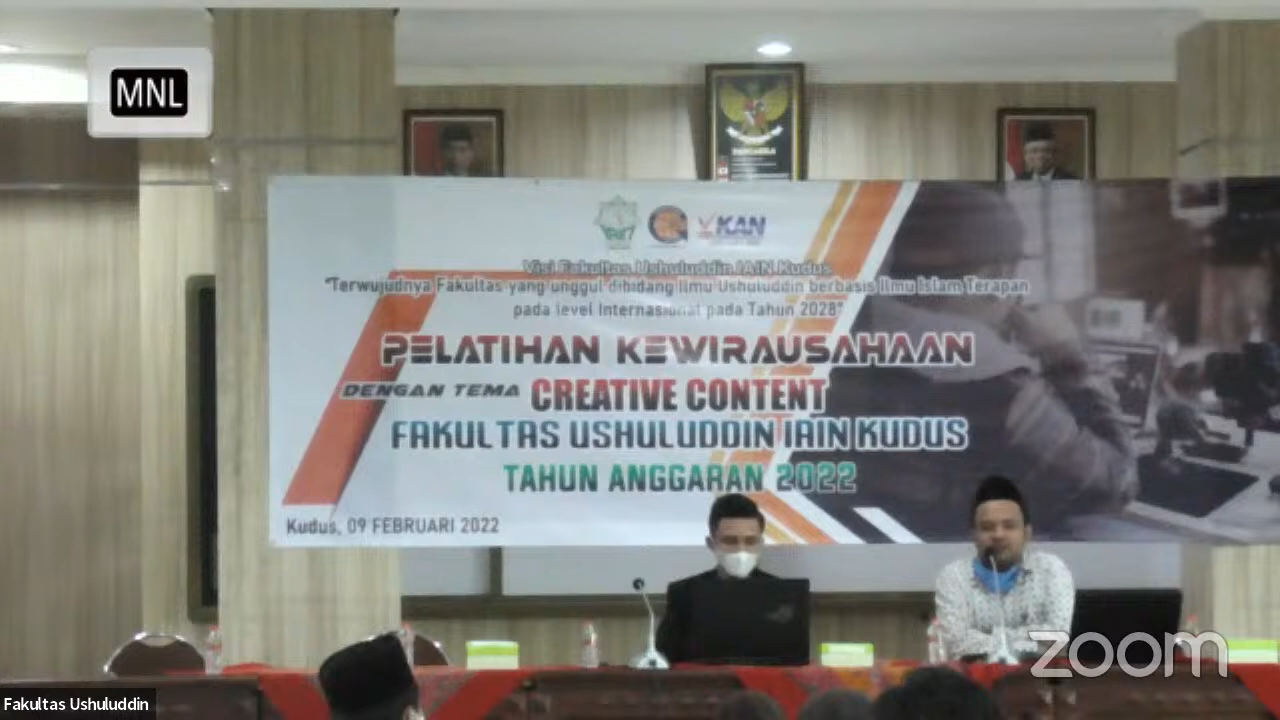 MNL
PANCASILA
KAN
Visi Fakultas Ushuluddin IAIN Kudus
"Terwujudnya Fakultas yang unggul dibidang Ilmu Ushuluddin berbasis Ilmu Islam Terapan
pada level Internasional pada Tahun 2028"
PELATIHAN KEWIRAUSAHAAN
DENGAN TEMA CREATIVE CONTENT
FAKULTAS USHULUDDIN IAIN KUDUS
TAHUN ANGGARAN 2022
Kudus, 09 FEBRUARI 2022
zoom
Fakultas Ushuluddin